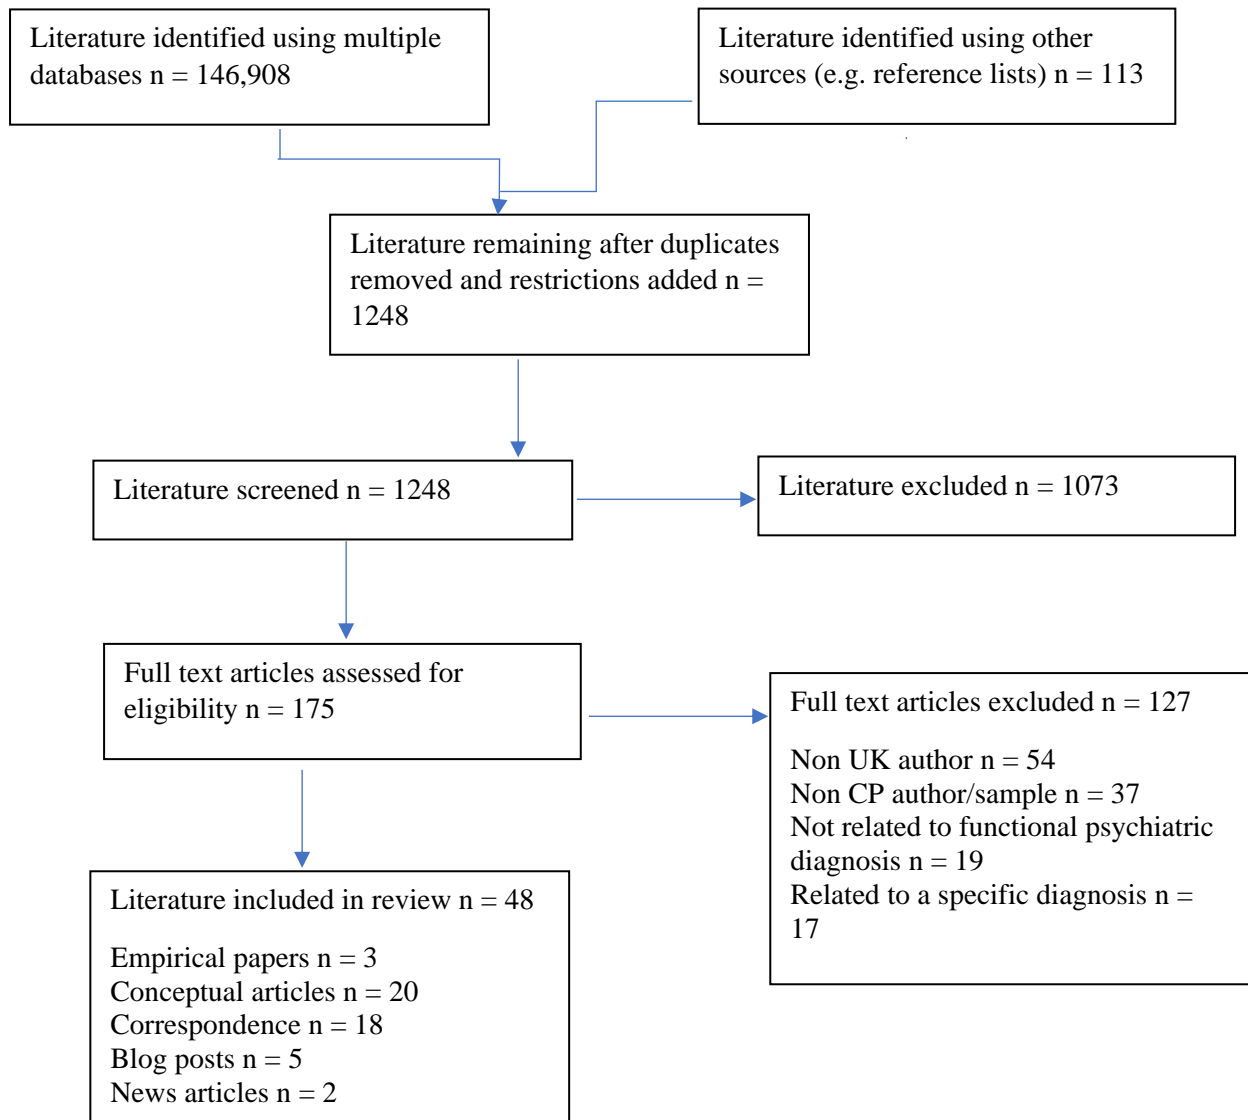 Literature identified using multiple
databases n = 146,908
Literature identified using other
sources (e.g. reference lists) n = 113
Literature remaining after duplicates
removed and restrictions added n =
1248
Literature screened n = 1248
Literature excluded n = 1073
Full text articles assessed for
eligibility n = 175
Full text articles excluded n = 127
Non UK author n = 54
Non CP author/sample n = 37
Not related to functional psychiatric
diagnosis n = 19
Related to a specific diagnosis n =
17
Literature included in review n = 48
Empirical papers n = 3
Conceptual articles n = 20
Correspondence n = 18
Blog posts n = 5
News articles n = 2